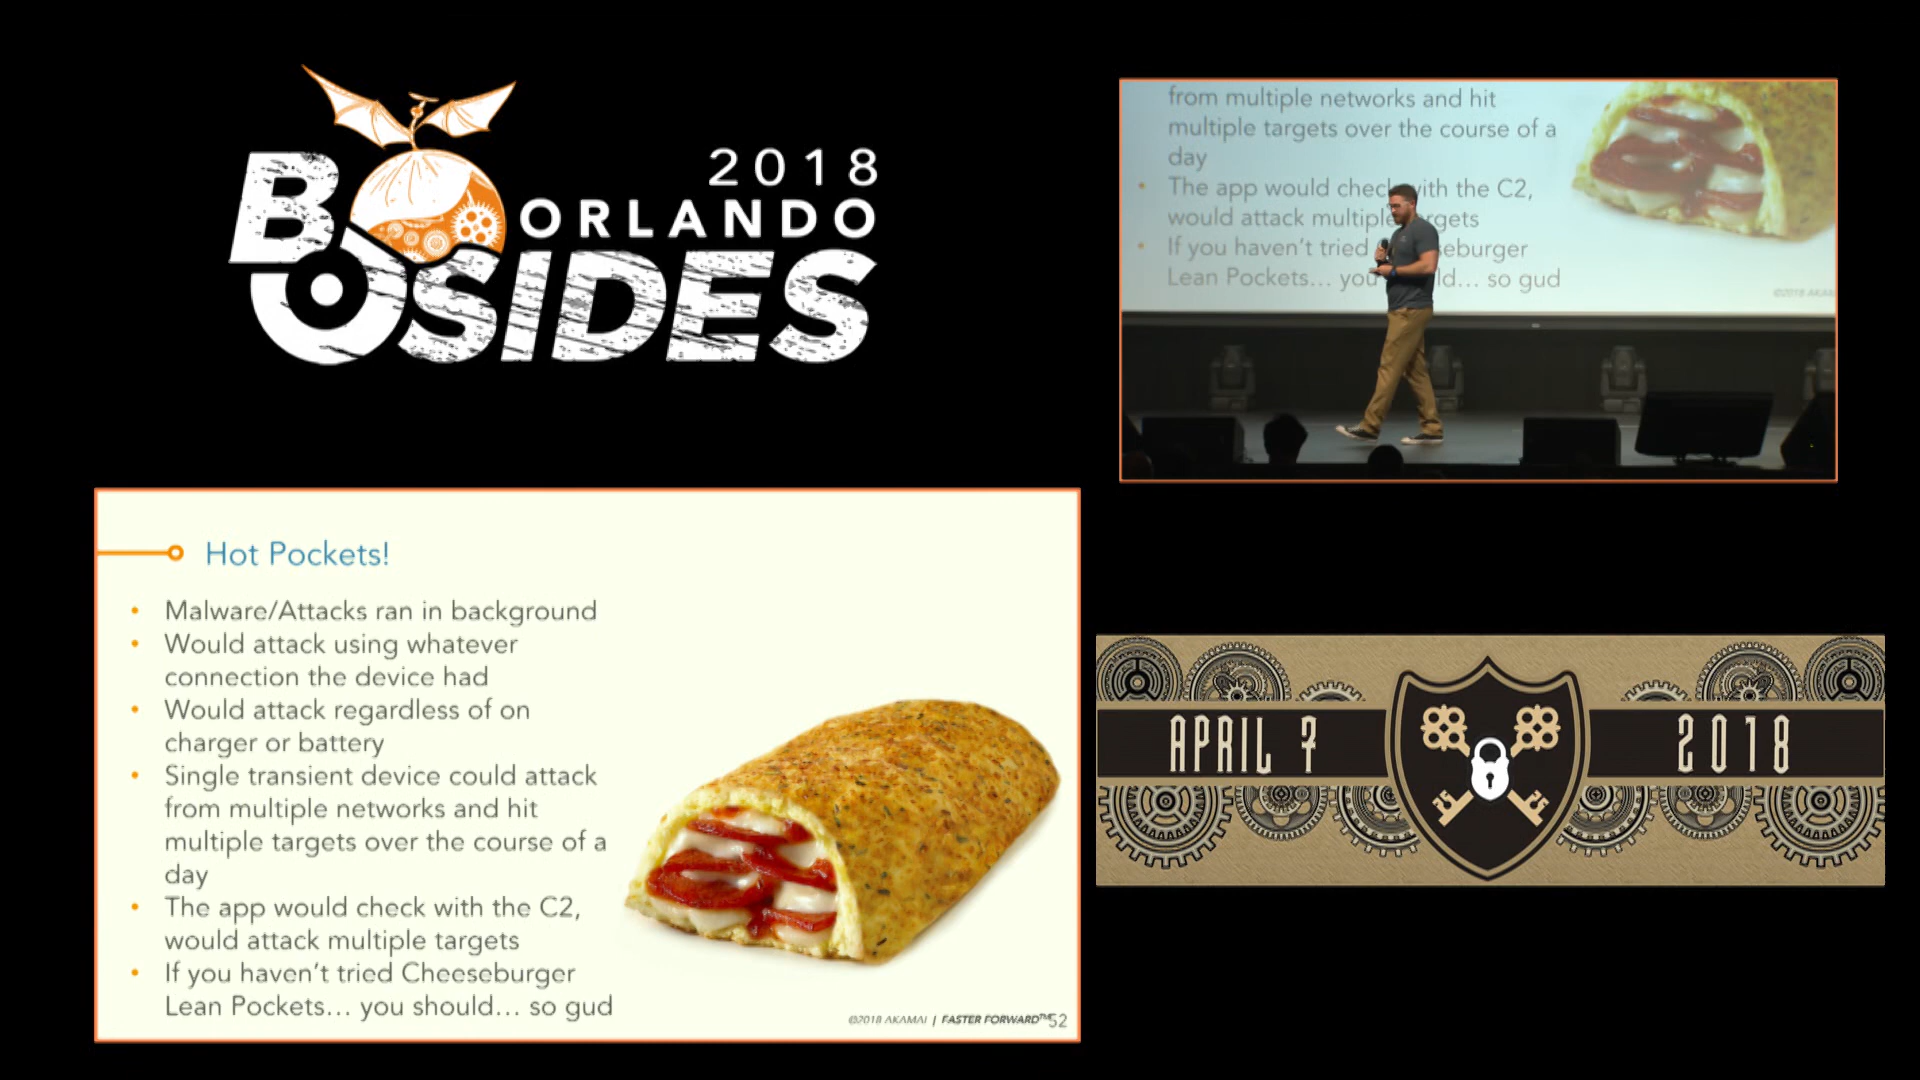 2018
ORLANDO
BSIDES
from multiple networks and hit
multiple targets over the course of a
day
• The app would check with the C2,
would attack multiple targets
• If you haven't tried Cheeseburger
Lean Pockets... you should... so gud
©2018 AKAMAI
Hot Pockets!
• Malware/Attacks ran in background
• Would attack using whatever
connection the device had
• Would attack regardless of on
charger or battery
• Single transient device could attack
from multiple networks and hit
multiple targets over the course of a
day
• The app would check with the C2,
would attack multiple targets
• If you haven't tried Cheeseburger
Lean Pockets... you should... so gud
©2018 AKAMAI | FASTER FORWARD™ 52
APRIL 7 2018